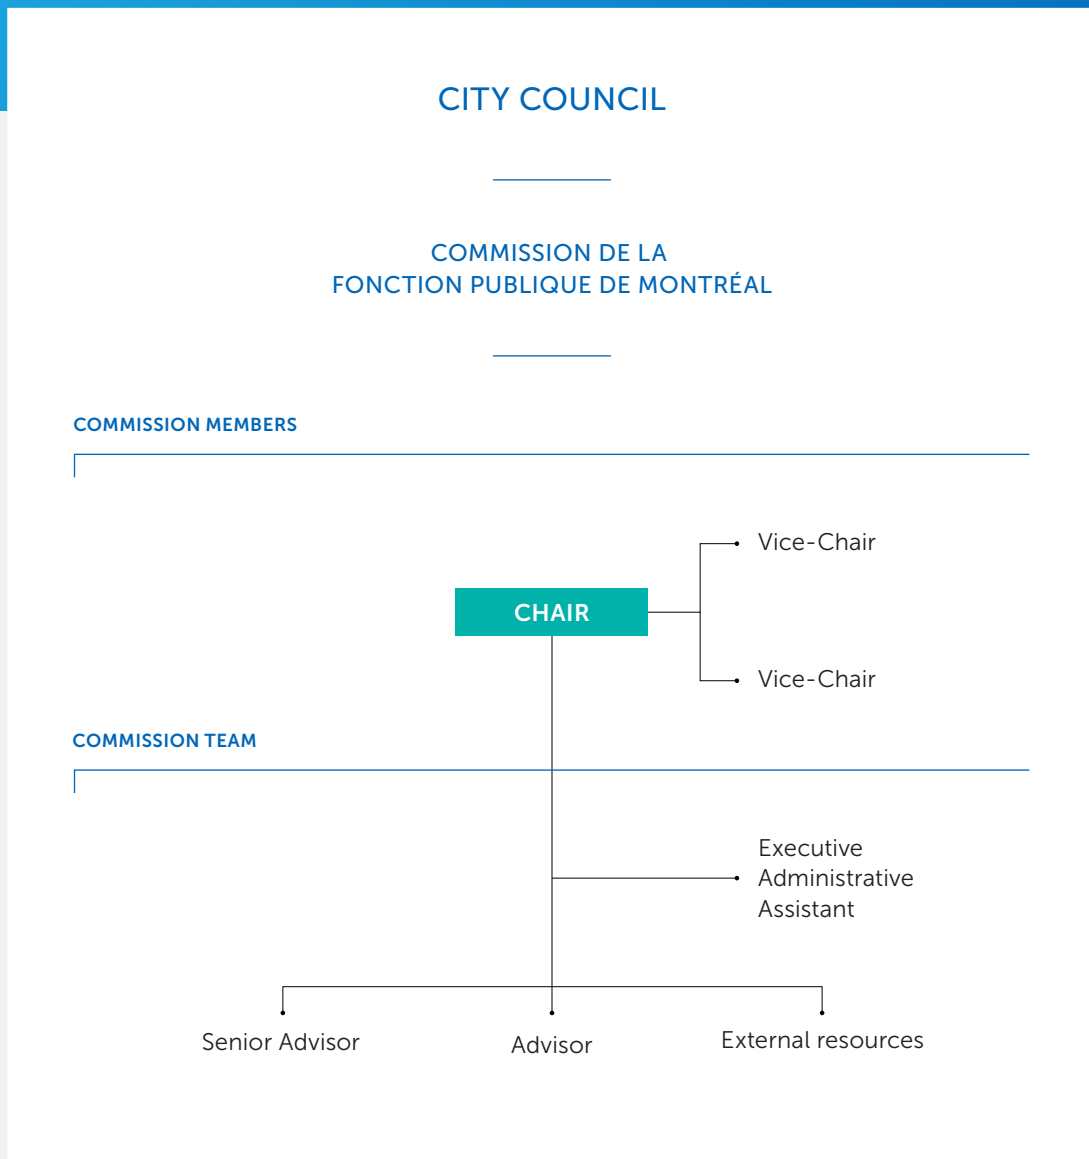 CITY COUNCIL
COMMISSION DE LA
FONCTION PUBLIQUE DE MONTRÉAL
COMMISSION MEMBERS
Vice-Chair
CHAIR
Vice-Chair
COMMISSION TEAM
Executive
Administrative
Assistant
Senior Advisor
Advisor
External resources